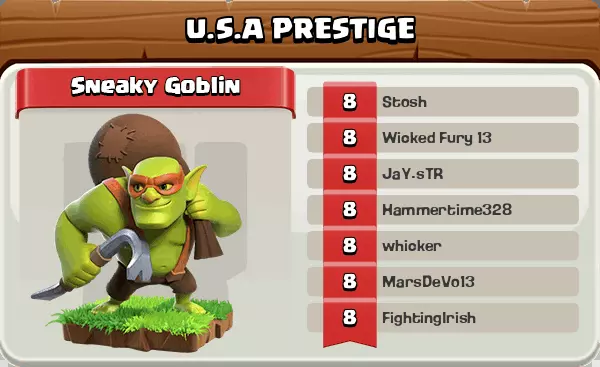 U.S.A PRESTIGE
Sneaky Goblin
8 Stosh
8 Wicked Fury 13
8 JaY.sTR
8 Hammertime328
8 whicker
8 MarsDeVo13
8 FightingIrish